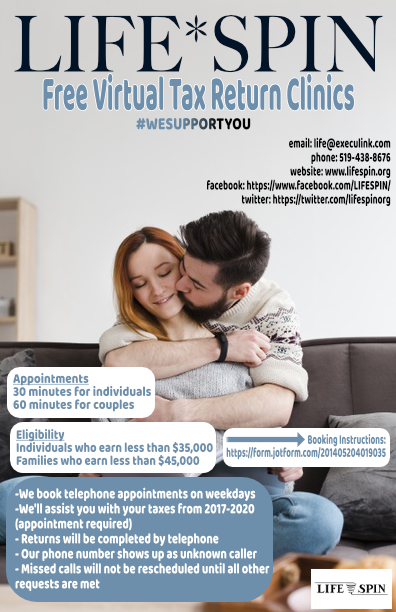 LIFE*SPIN
Free Virtual Tax Return Clinics
#WESUPPORTYOU
email: life@execulink.com
phone: 519-438-8676
website: www.lifespin.org
facebook: https://www.facebook.com/LIFESPIN/
twitter: https://twitter.com/lifespinorg
Appointments
30 minutes for individuals
60 minutes for couples
Eligibility
Individuals who earn less than $35,000
Families who earn less than $45,000
Booking Instructions:
https://form.jotform.com/201405204019035
-We book telephone appointments on weekdays
-We'll assist you with your taxes from 2017-2020
(appointment required)
- Returns will be completed by telephone
- Our phone number shows up as unknown caller
- Missed calls will not be rescheduled until all other
requests are met
LIFE SPIN